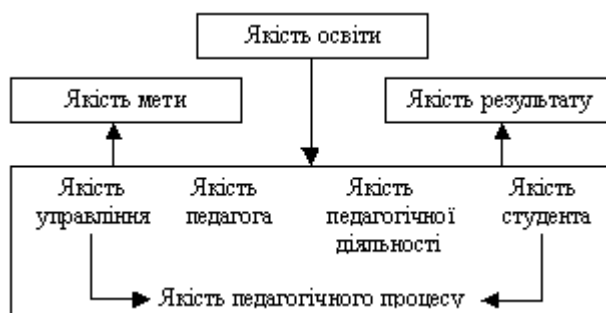 Якість освіти
Якість мети
Якість результату
Якість управління
Якість педагога
Якість педагогічної діяльності
Якість студента
Якість педагогічного процесу